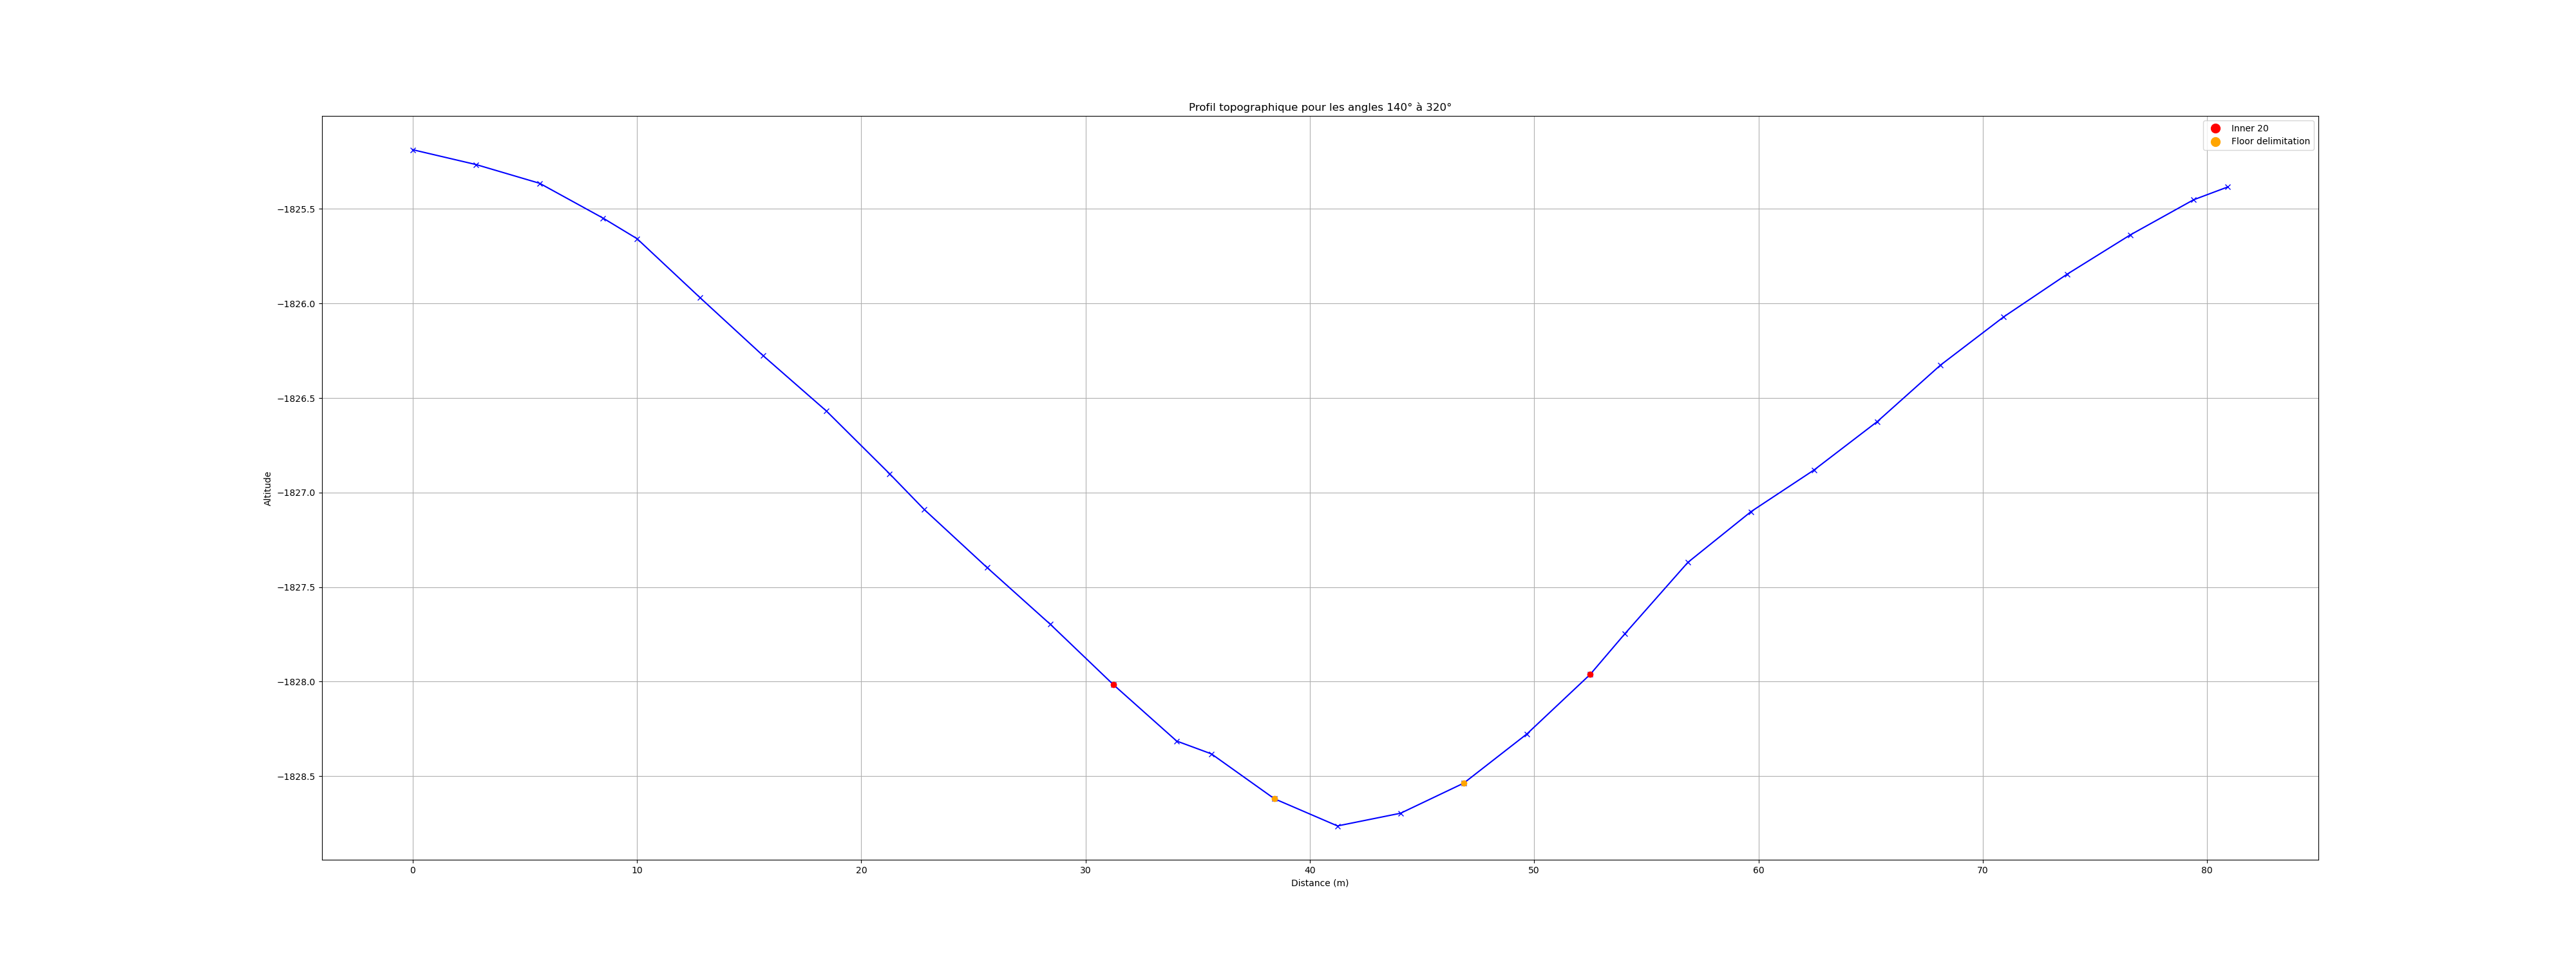 Profil topographique pour les angles 140° à 320°
Inner 20
Floor delimitation
−1825.5
−1826.0
−1826.5
−1827.0
−1827.5
−1828.0
−1828.5
Altitude
0 10 20 30 40 50 60 70 80
Distance (m)